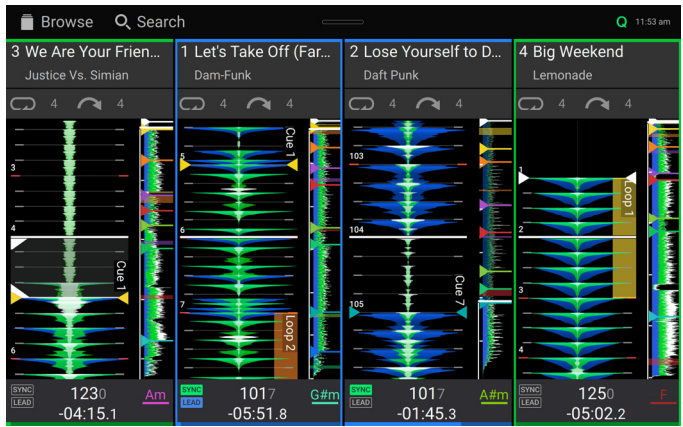 Browse Search Q 11:53 am
3 We Are Your Frien... 1 Let's Take Off (Far... 2 Lose Yourself to D... 4 Big Weekend
Justice Vs. Simian Dam-Funk Daft Punk Lemonade
4 4 4 4 4 4 4 4
3
4
Cue 1
6
Cue 1
5
6
7
Loop 2
103
104
Cue 7
105
1
Loop 1
2
3
SYNC 1230 Am SYNC 1017 G#m SYNC 1017 A#m SYNC 1250 F
LEAD -04:15.1 LEAD -05:51.8 LEAD -01:45.3 LEAD -05:02.2